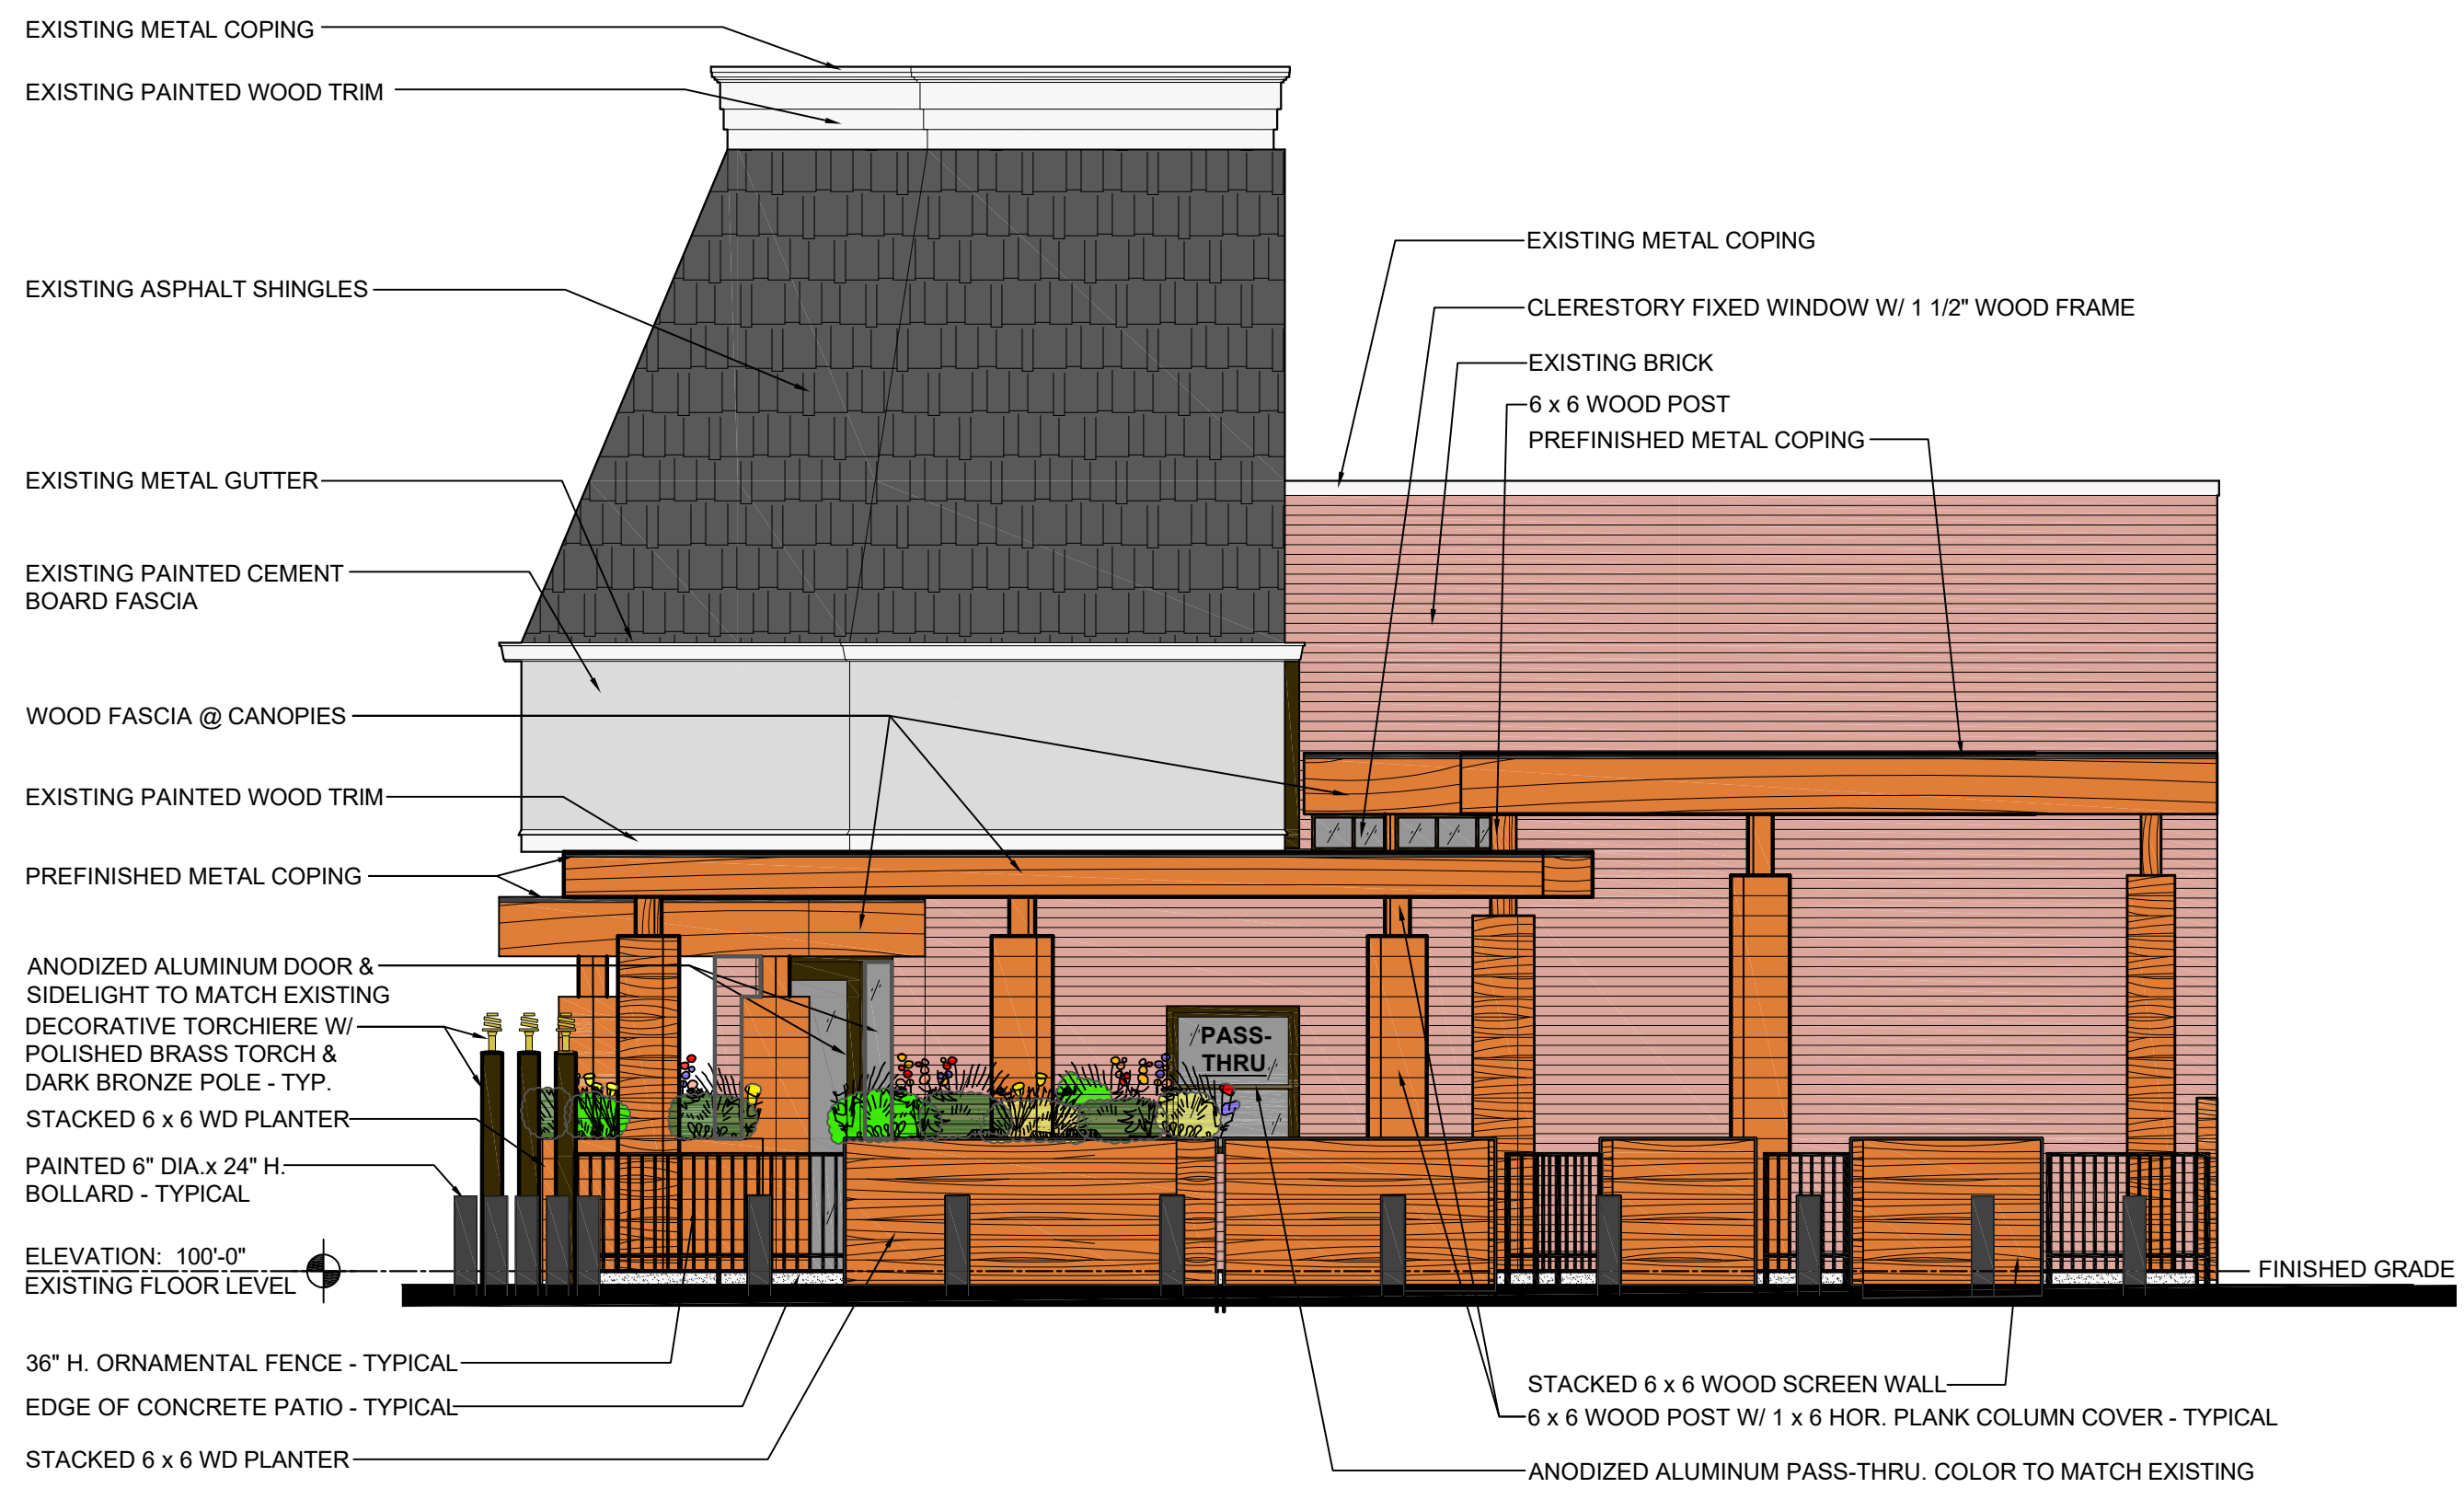 EXISTING METAL COPING
EXISTING PAINTED WOOD TRIM
EXISTING ASPHALT SHINGLES
EXISTING METAL GUTTER
EXISTING PAINTED CEMENT
BOARD FASCIA
WOOD FASCIA @ CANOPIES
EXISTING PAINTED WOOD TRIM
PREFINISHED METAL COPING
ANODIZED ALUMINUM DOOR &
SIDELIGHT TO MATCH EXISTING
DECORATIVE TORCHIERE W/
POLISHED BRASS TORCH &
DARK BRONZE POLE - TYP.
STACKED 6 x 6 WD PLANTER
PAINTED 6" DIA.x 24" H.
BOLLARD - TYPICAL
ELEVATION: 100'-0"
EXISTING FLOOR LEVEL
36" H. ORNAMENTAL FENCE - TYPICAL
EDGE OF CONCRETE PATIO - TYPICAL
STACKED 6 x 6 WD PLANTER
EXISTING METAL COPING
CLERESTORY FIXED WINDOW W/ 1 1/2" WOOD FRAME
EXISTING BRICK
6 x 6 WOOD POST
PREFINISHED METAL COPING
PASS-
THRU
FINISHED GRADE
STACKED 6 x 6 WOOD SCREEN WALL
6 x 6 WOOD POST W/ 1 x 6 HOR. PLANK COLUMN COVER - TYPICAL
ANODIZED ALUMINUM PASS-THRU. COLOR TO MATCH EXISTING